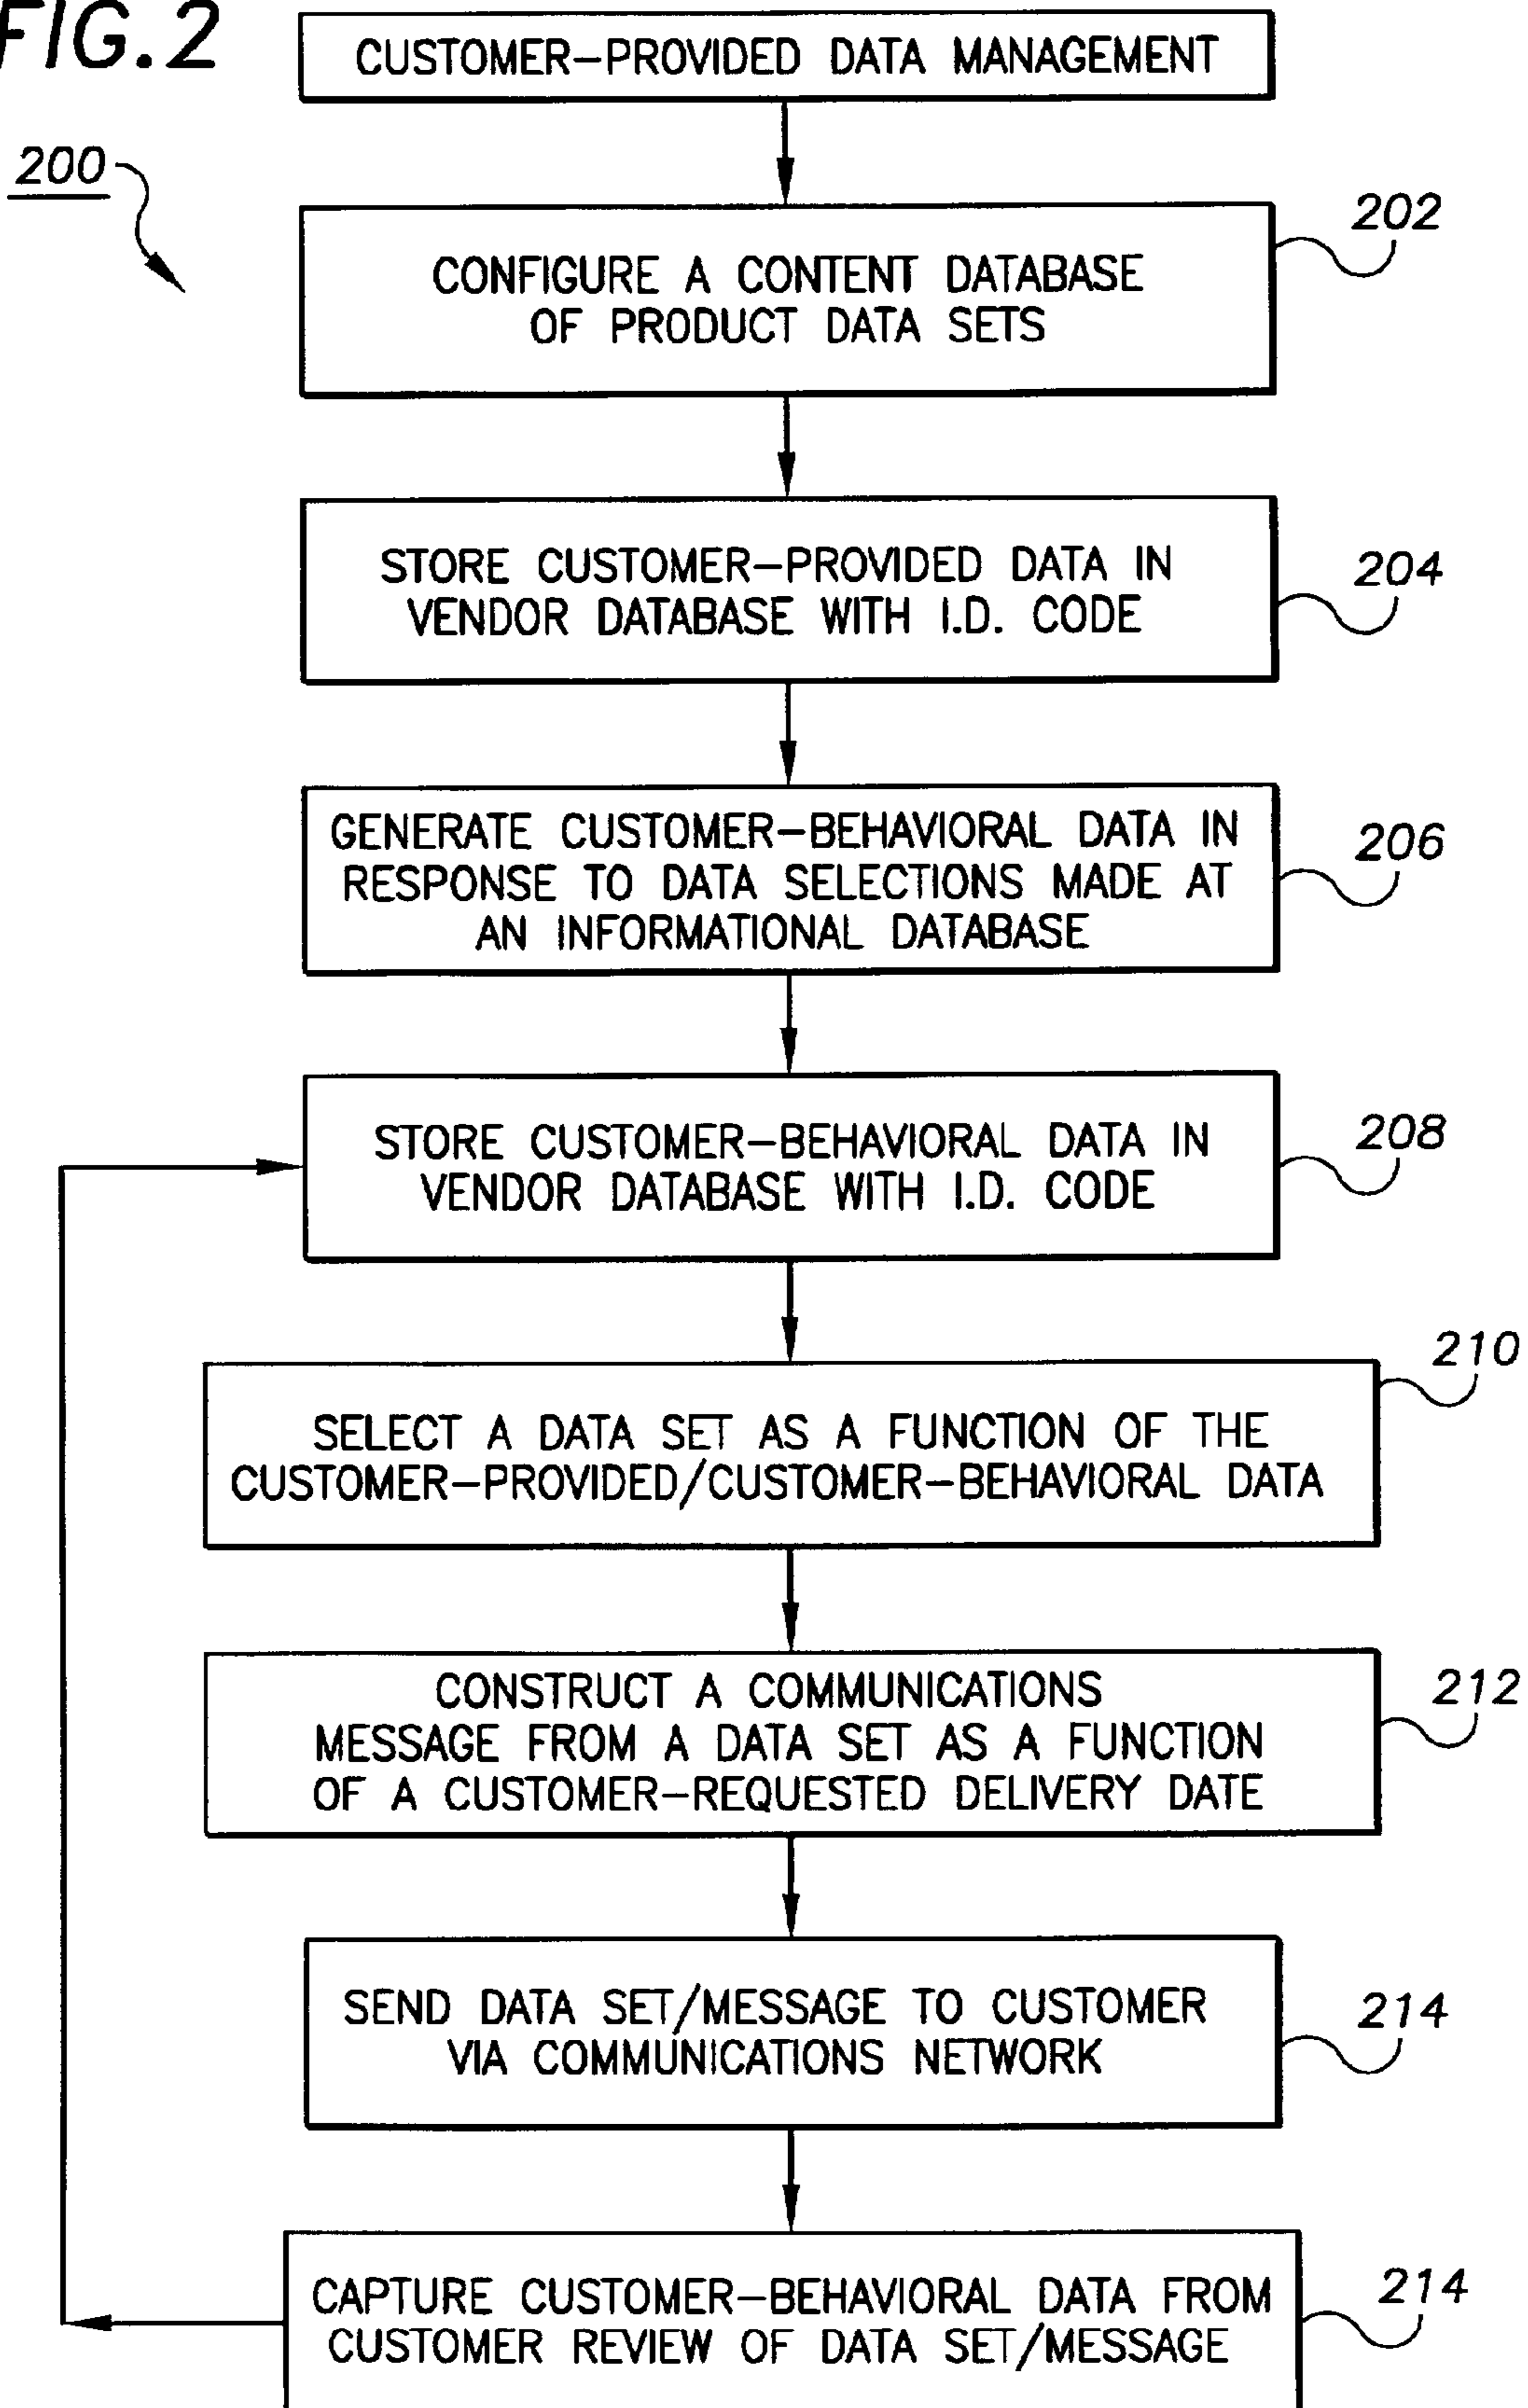 FIG.2
CUSTOMER-PROVIDED DATA MANAGEMENT
200
202
CONFIGURE A CONTENT DATABASE
OF PRODUCT DATA SETS
204
STORE CUSTOMER-PROVIDED DATA IN
VENDOR DATABASE WITH I.D. CODE
206
GENERATE CUSTOMER-BEHAVIORAL DATA IN
RESPONSE TO DATA SELECTIONS MADE AT
AN INFORMATIONAL DATABASE
208
STORE CUSTOMER-BEHAVIORAL DATA IN
VENDOR DATABASE WITH I.D. CODE
210
SELECT A DATA SET AS A FUNCTION OF THE
CUSTOMER-PROVIDED/CUSTOMER-BEHAVIORAL DATA
212
CONSTRUCT A COMMUNICATIONS
MESSAGE FROM A DATA SET AS A FUNCTION
OF A CUSTOMER-REQUESTED DELIVERY DATE
214
SEND DATA SET/MESSAGE TO CUSTOMER
VIA COMMUNICATIONS NETWORK
214
CAPTURE CUSTOMER-BEHAVIORAL DATA FROM
CUSTOMER REVIEW OF DATA SET/MESSAGE